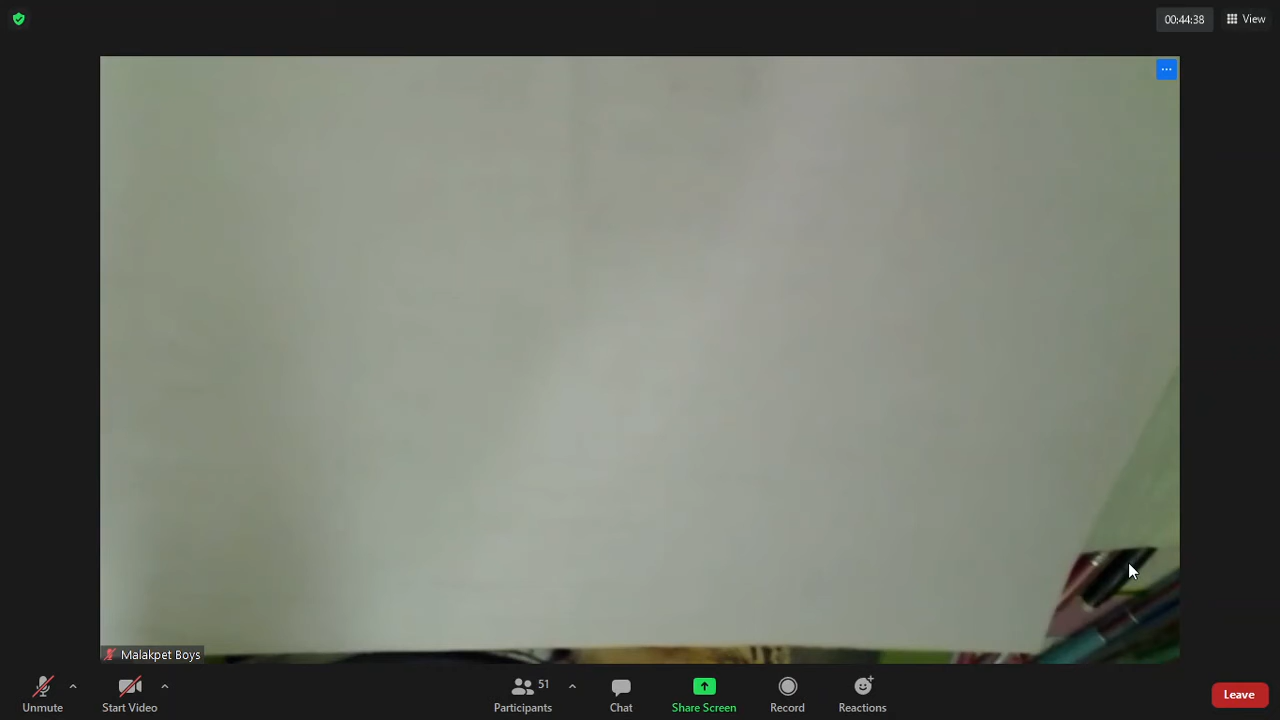 00:44:38
View
Malakpet Boys
51
Unmute
Start Video
Participants
Chat
Share Screen
Record
Reactions
Leave